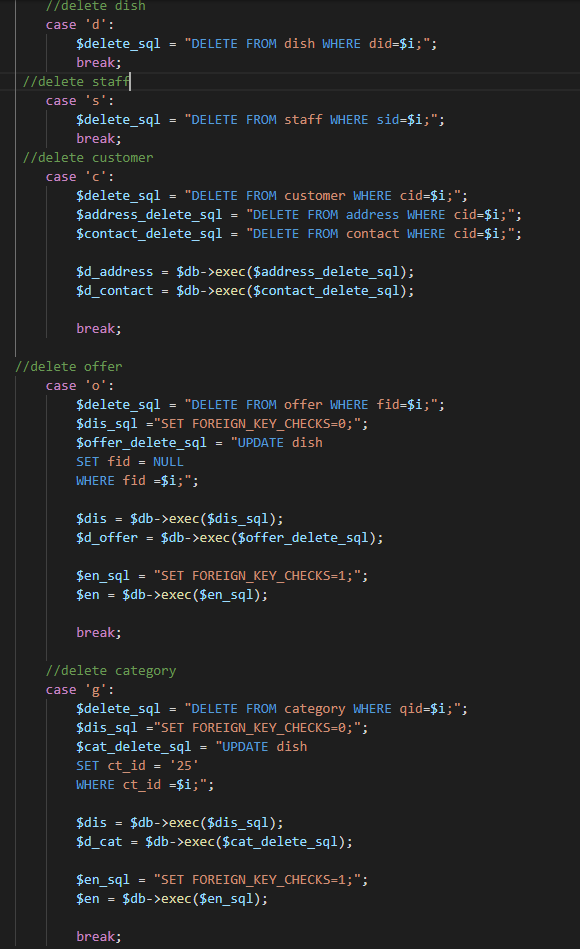 //delete dish
case 'd':
$delete_sql = "DELETE FROM dish WHERE did=$i;";
break;
//delete staff
case 's':
$delete_sql = "DELETE FROM staff WHERE sid=$i;";
break;
//delete customer
case 'c':
$delete_sql = "DELETE FROM customer WHERE cid=$i;";
$address_delete_sql = "DELETE FROM address WHERE cid=$i;";
$contact_delete_sql = "DELETE FROM contact WHERE cid=$i;";
$d_address = $db->exec($address_delete_sql);
$d_contact = $db->exec($contact_delete_sql);
break;
//delete offer
case 'o':
$delete_sql = "DELETE FROM offer WHERE fid=$i;";
$dis_sql ="SET FOREIGN_KEY_CHECKS=0;";
$offer_delete_sql = "UPDATE dish
SET fid = NULL
WHERE fid =$i;";
$dis = $db->exec($dis_sql);
$d_offer = $db->exec($offer_delete_sql);
$en_sql = "SET FOREIGN_KEY_CHECKS=1;";
$en = $db->exec($en_sql);
break;
//delete category
case 'g':
$delete_sql = "DELETE FROM category WHERE qid=$i;";
$dis_sql ="SET FOREIGN_KEY_CHECKS=0;";
$cat_delete_sql = "UPDATE dish
SET ct_id = '25'
WHERE ct_id =$i;";
$dis = $db->exec($dis_sql);
$d_cat = $db->exec($cat_delete_sql);
$en_sql = "SET FOREIGN_KEY_CHECKS=1;";
$en = $db->exec($en_sql);
break;